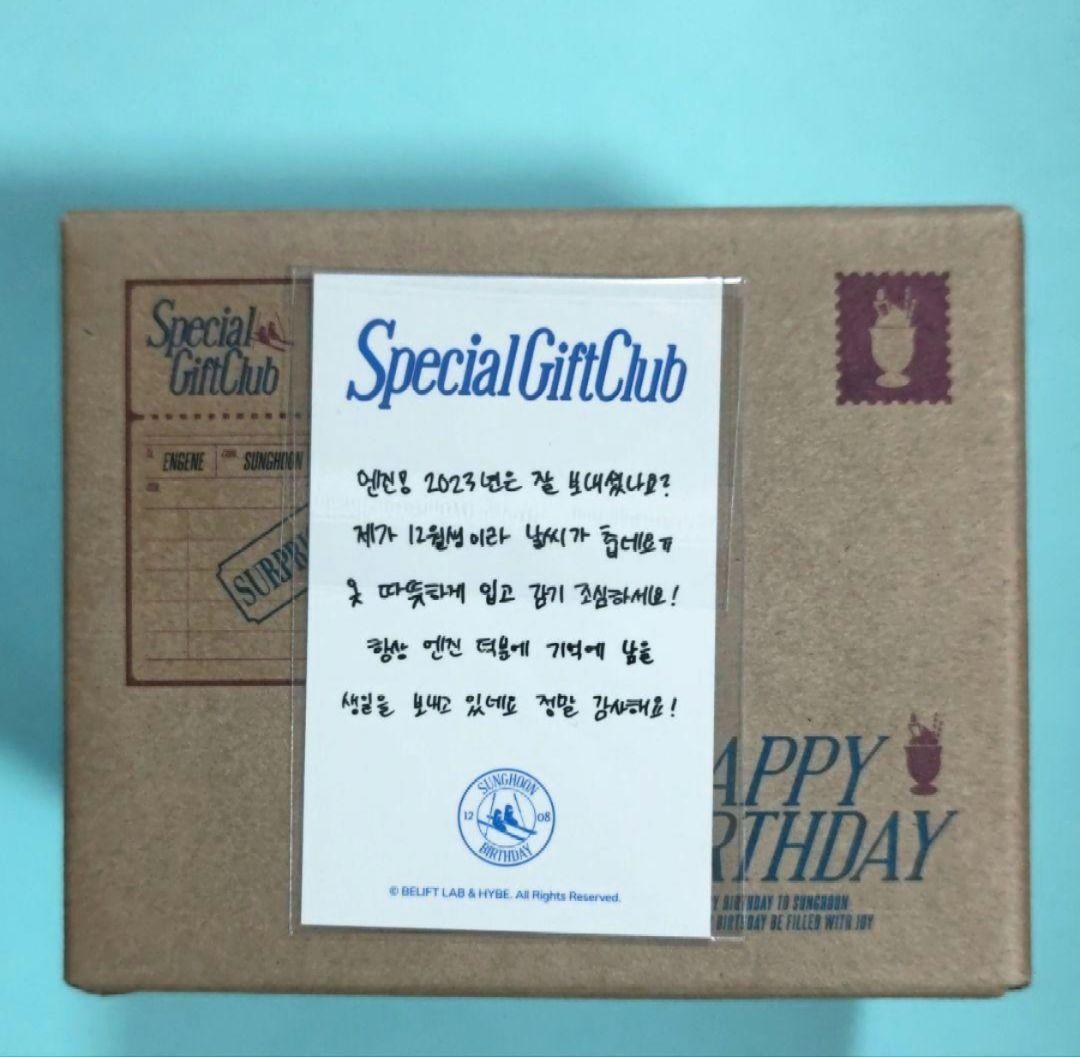 Special
GiftClub
ENGENE
SUNGHOON
SURPRI
SpecialGiftClub
엔진몽 2023년은 잘 보내셨나요?
제가 12월생이라 날씨가 춥네요ㅠ
옷 따뜻하게 입고 감기 조심하세요!
항상 엔진 덕분에 기억에 남을
생일을 보내고 있네요 정말 감사해요!
SUNGHOON
12 08
BIRTHDAY
© BELIFT LAB & HYBE. All Rights Reserved.
APPY
RTHDAY
Y BIRTHDAY TO SUNGHOON
BIRTHDAY BE FILLED WITH JOY